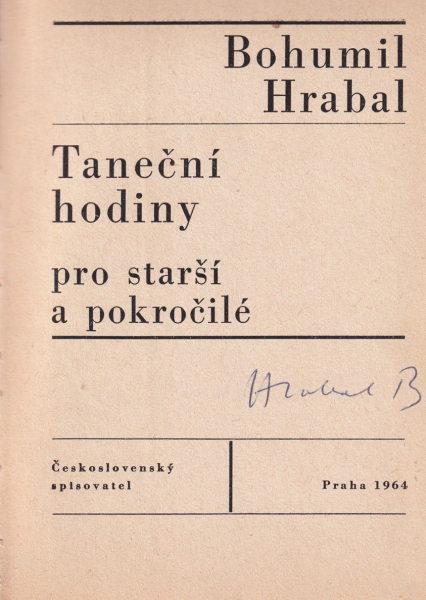 Bohumil
Hrabal
Taneční
hodiny
pro starší
a pokročilé
Hrabal B
Československý
spisovatel
Praha 1964